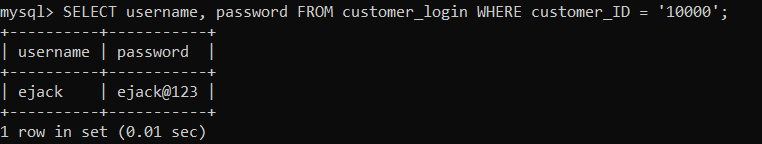 mysql> SELECT username, password FROM customer_login WHERE customer_ID = '10000';
+----------+-----------+
| username | password  |
+----------+-----------+
| ejack    | ejack@123 |
+----------+-----------+
1 row in set (0.01 sec)